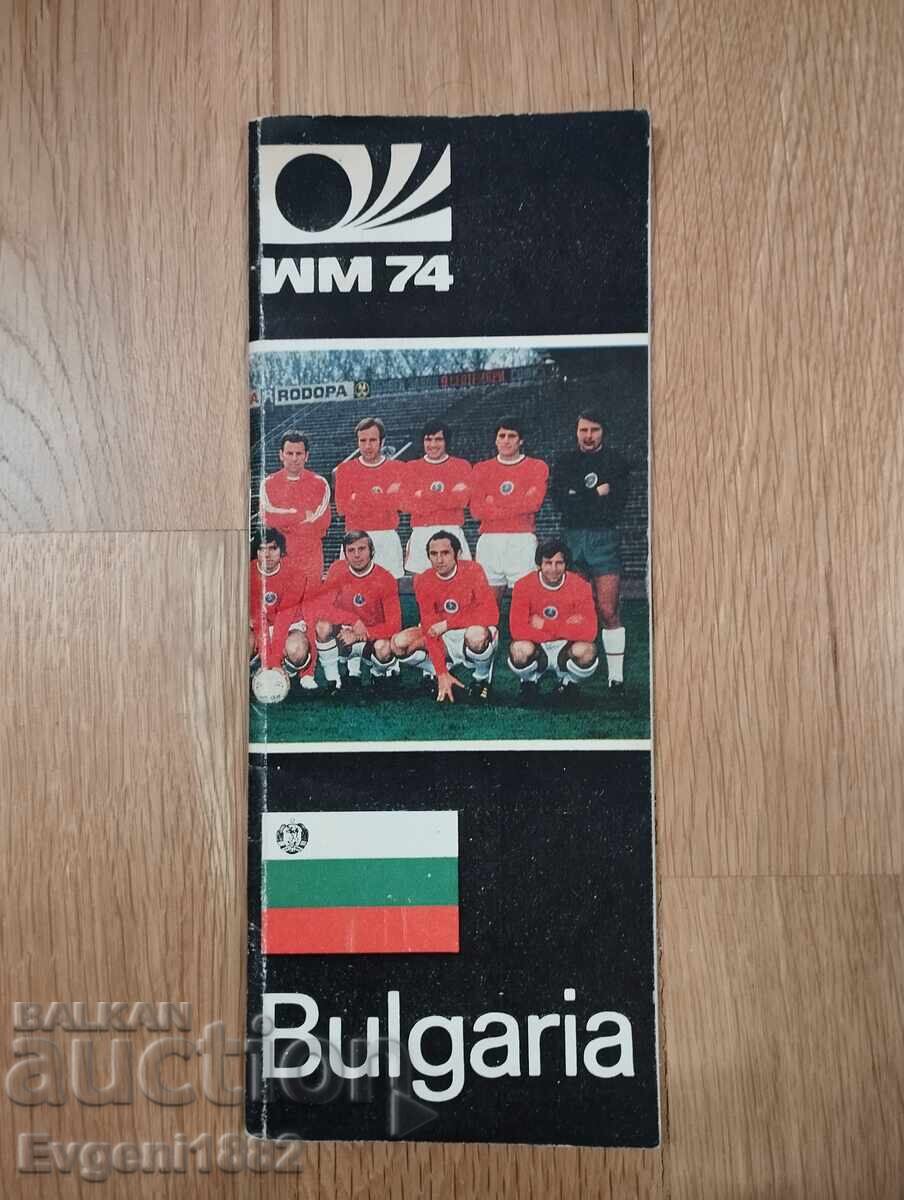 WM 74
RODOPA
Bulgaria
BALKAN
auction
Evgeni1882